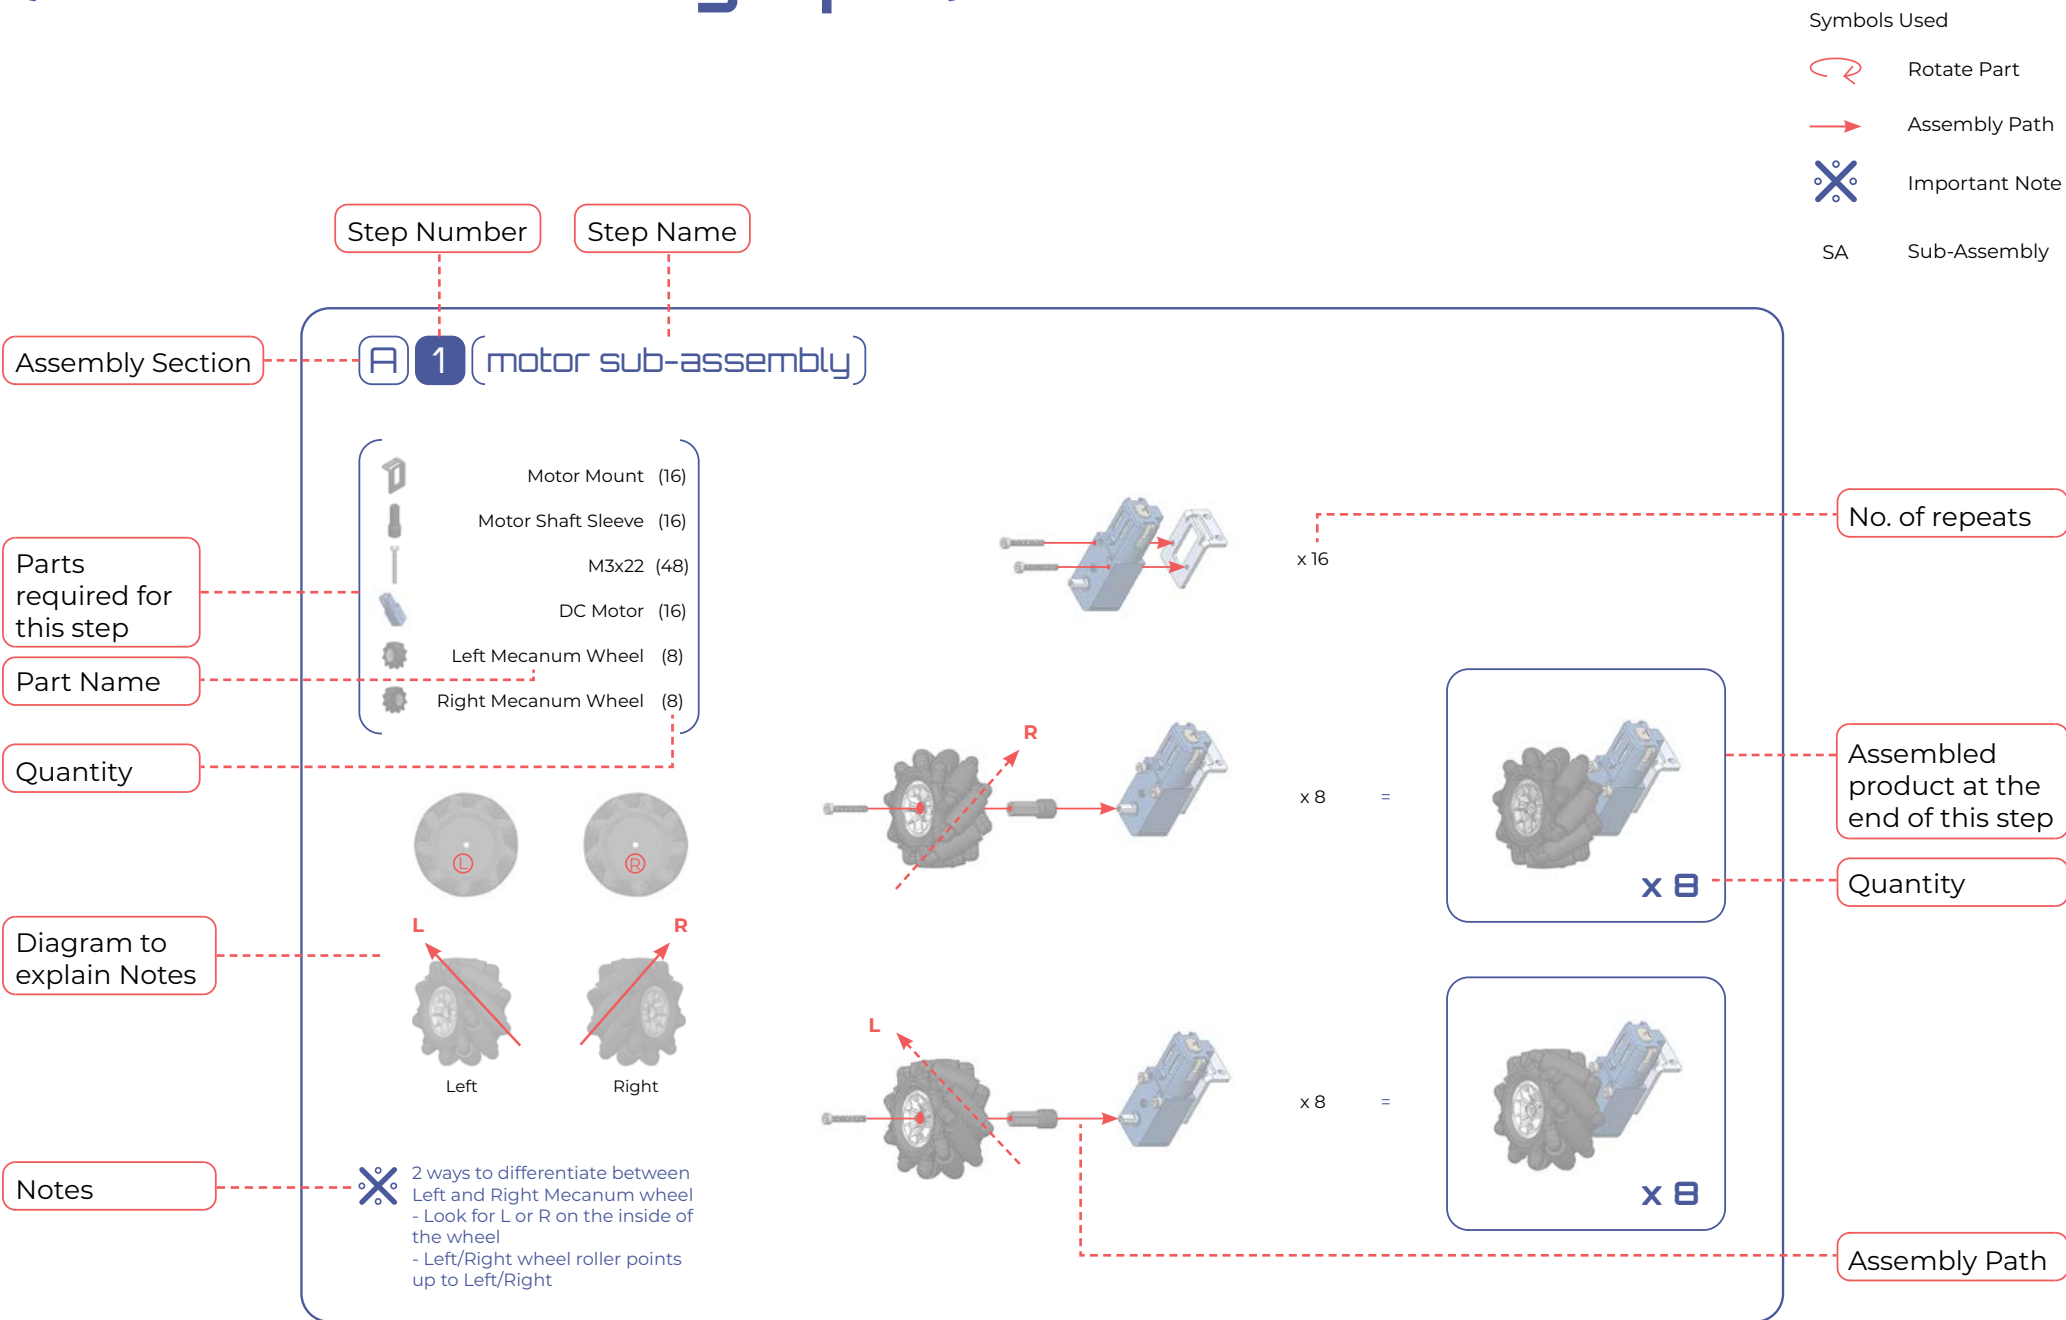 Symbols Used
Rotate Part
Assembly Path
Important Note
SA Sub-Assembly
Step Number
Step Name
Assembly Section
A 1 (motor sub-assembly)
Motor Mount (16)
Motor Shaft Sleeve (16)
M3x22 (48)
DC Motor (16)
Left Mecanum Wheel (8)
Right Mecanum Wheel (8)
Parts
required for
this step
Part Name
Quantity
L
R
L
R
Left
Right
Diagram to
explain Notes
Notes
2 ways to differentiate between
Left and Right Mecanum wheel
- Look for L or R on the inside of
the wheel
- Left/Right wheel roller points
up to Left/Right
x 16
No. of repeats
R
x 8 =
x 8
Assembled
product at the
end of this step
Quantity
L
x 8 =
x 8
Assembly Path